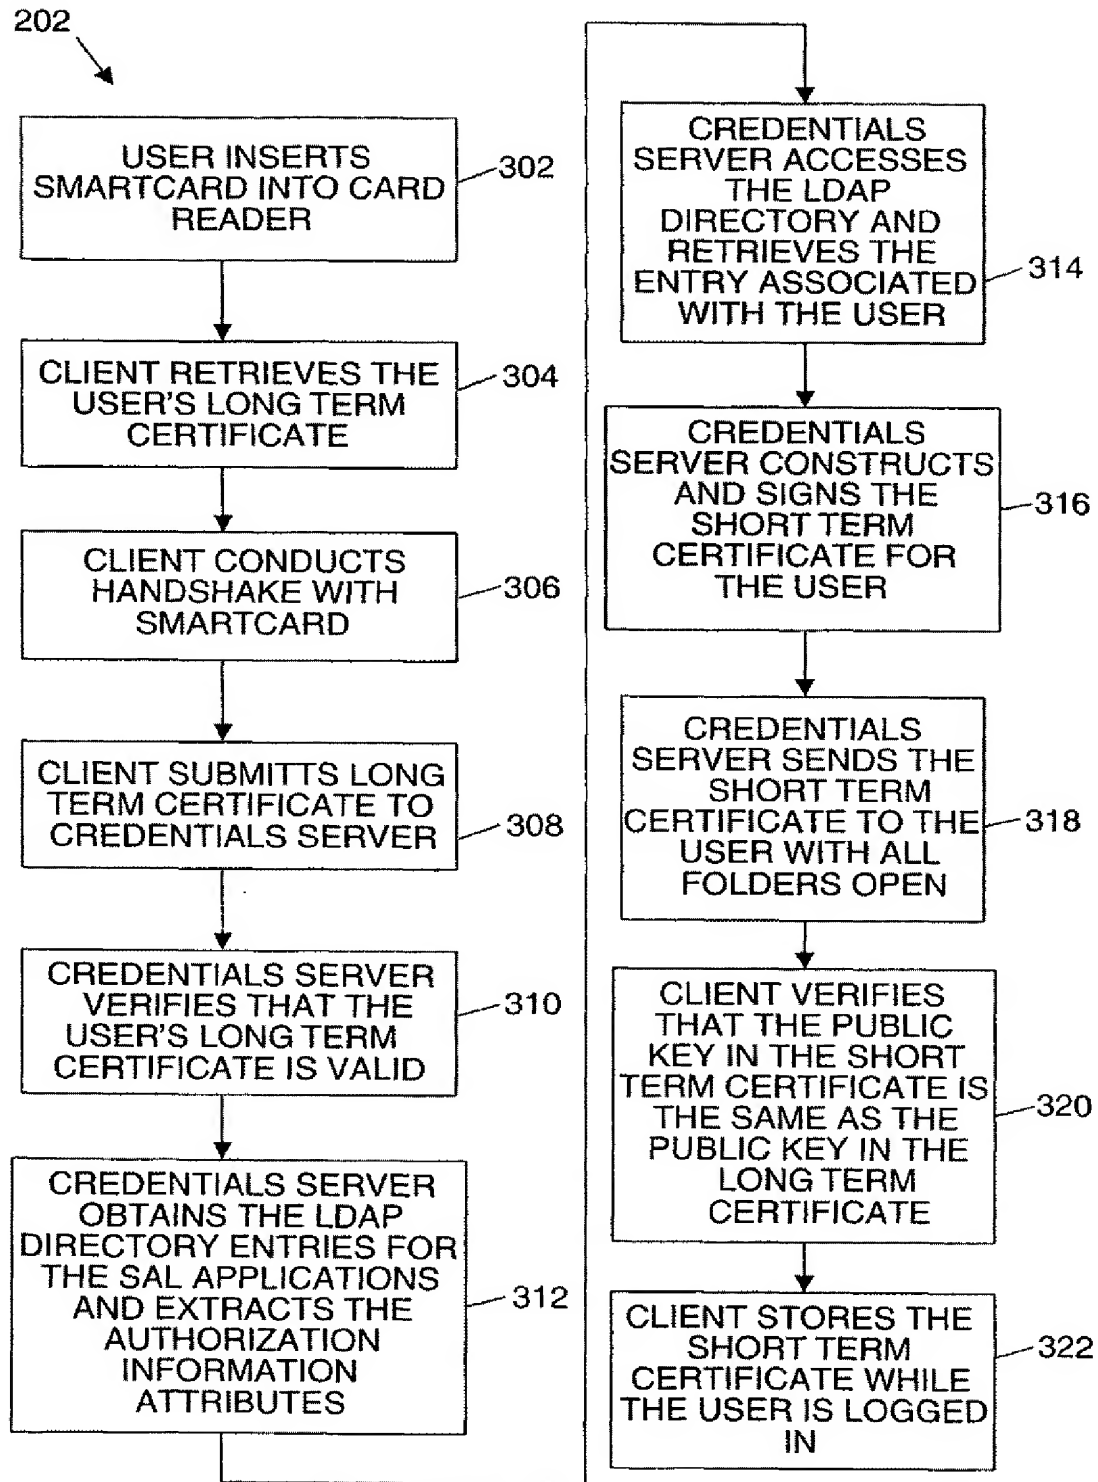 202
USER INSERTS
SMARTCARD INTO CARD
READER
302
CLIENT RETRIEVES THE
USER'S LONG TERM
CERTIFICATE
304
CLIENT CONDUCTS
HANDSHAKE WITH
SMARTCARD
306
CLIENT SUBMITTS LONG
TERM CERTIFICATE TO
CREDENTIALS SERVER
308
CREDENTIALS SERVER
VERIFIES THAT THE
USER'S LONG TERM
CERTIFICATE IS VALID
310
CREDENTIALS SERVER
OBTAINS THE LDAP
DIRECTORY ENTRIES FOR
THE SAL APPLICATIONS
AND EXTRACTS THE
AUTHORIZATION
INFORMATION
ATTRIBUTES
312
CREDENTIALS
SERVER ACCESSES
THE LDAP
DIRECTORY AND
RETRIEVES THE
ENTRY ASSOCIATED
WITH THE USER
314
CREDENTIALS
SERVER CONSTRUCTS
AND SIGNS THE
SHORT TERM
CERTIFICATE FOR
THE USER
316
CREDENTIALS
SERVER SENDS THE
SHORT TERM
CERTIFICATE TO THE
USER WITH ALL
FOLDERS OPEN
318
CLIENT VERIFIES
THAT THE PUBLIC
KEY IN THE SHORT
TERM CERTIFICATE IS
THE SAME AS THE
PUBLIC KEY IN THE
LONG TERM
CERTIFICATE
320
CLIENT STORES THE
SHORT TERM
CERTIFICATE WHILE
THE USER IS LOGGED
IN
322